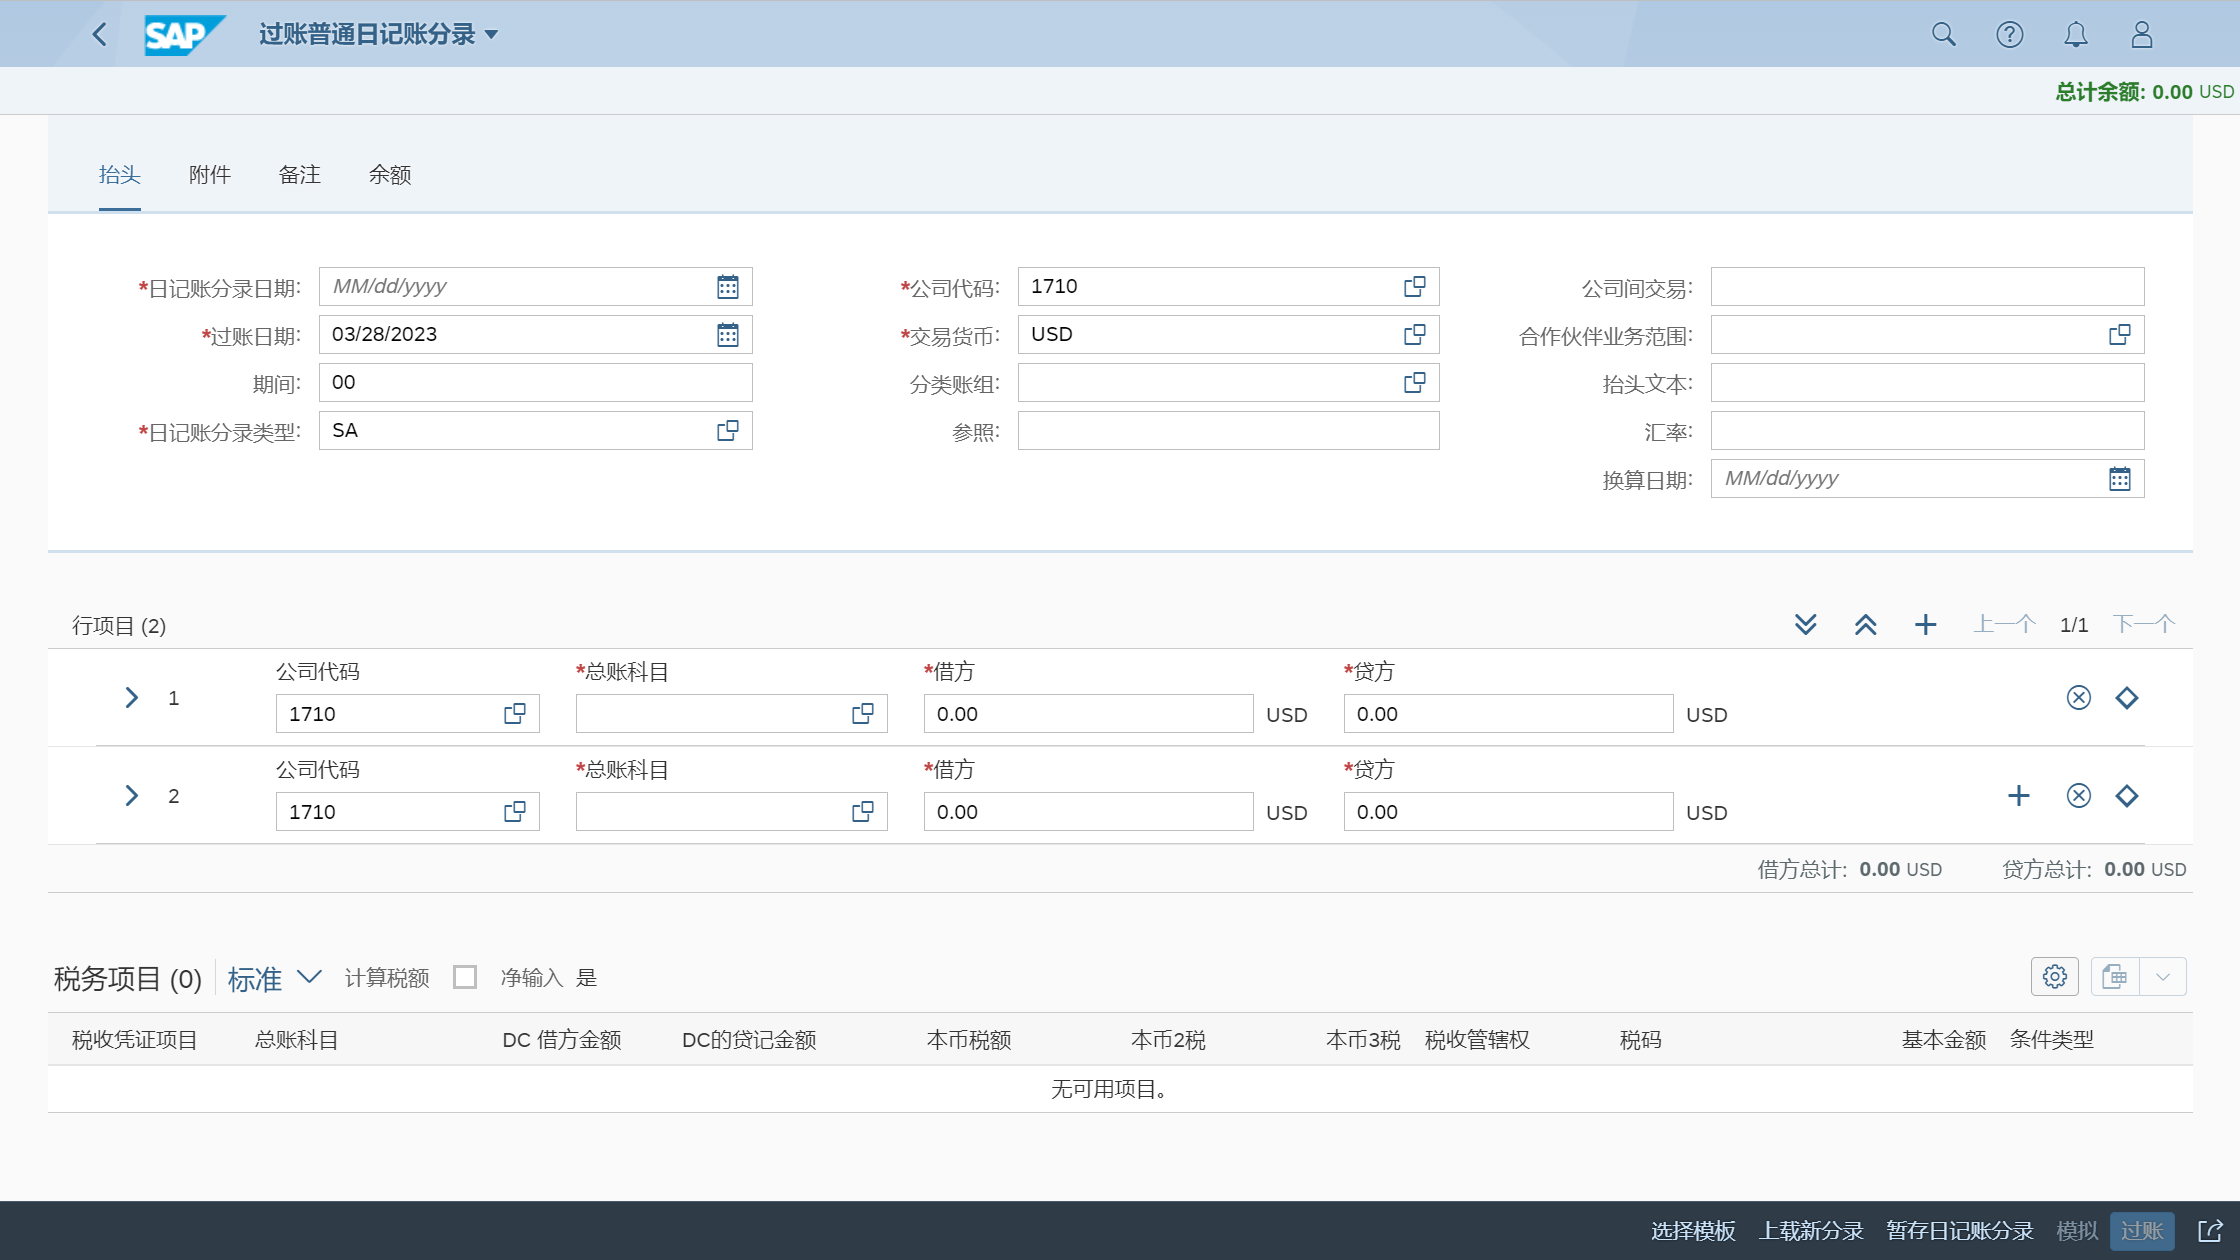 SAP 过账普通日记账分录
总计余额: 0.00 USD
抬头 附件 备注 余额
*日记账分录日期: MM/dd/yyyy *公司代码: 1710 公司间交易:
*过账日期: 03/28/2023 *交易货币: USD 合作伙伴业务范围:
期间: 00 分类账组: 抬头文本:
*日记账分录类型: SA 参照: 汇率:
换算日期: MM/dd/yyyy
行项目 (2) 上一个 1/1 下一个
公司代码 *总账科目 *借方 *贷方
1 1710 0.00 USD 0.00 USD
公司代码 *总账科目 *借方 *贷方
2 1710 0.00 USD 0.00 USD
借方总计: 0.00 USD 贷方总计: 0.00 USD
税务项目 (0) 标准 计算税额 净输入 是
税收凭证项目 总账科目 DC 借方金额 DC的贷记金额 本币税额 本币2税 本币3税 税收管辖权 税码 基本金额 条件类型
无可用项目。
选择模板 上载新分录 暂存日记账分录 模拟 过账